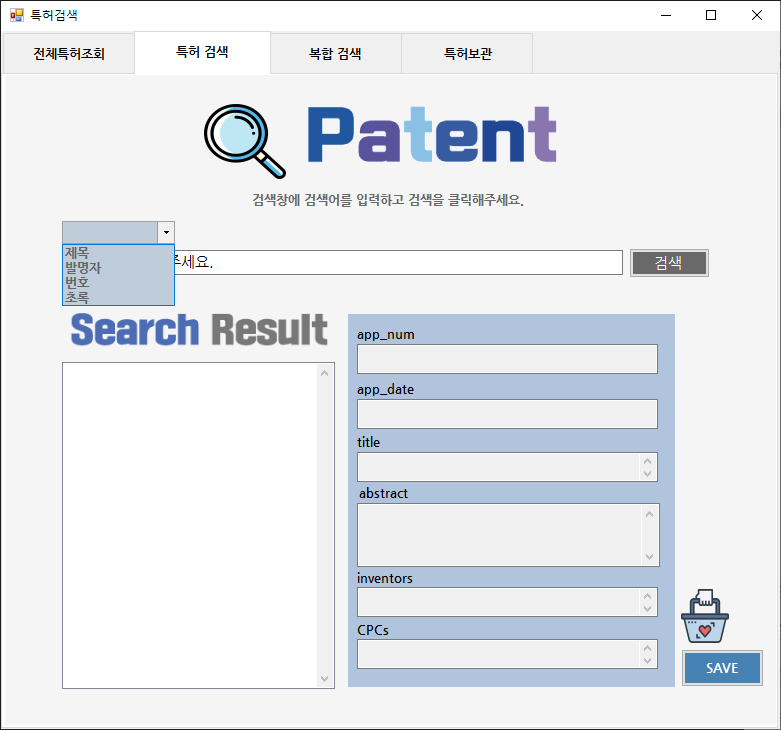 특허검색
전체특허조회
특허 검색
복합 검색
특허보관
Patent
검색창에 검색어를 입력하고 검색을 클릭해주세요.
제목
발명자
번호
초록
주세요.
검색
Search Result
app_num
app_date
title
abstract
inventors
CPCs
SAVE